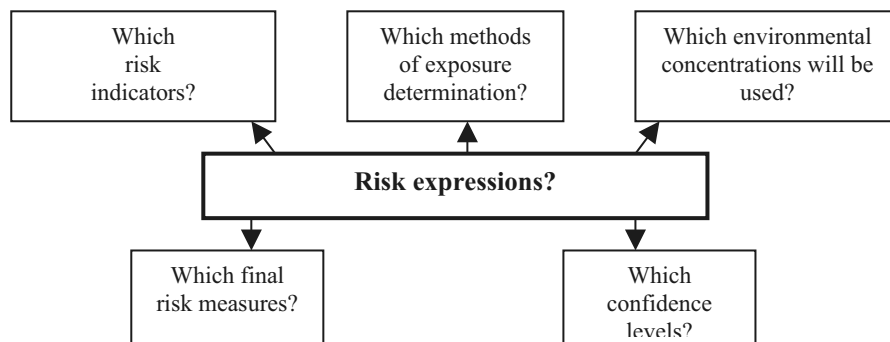 Which
risk
indicators?
Which methods
of exposure
determination?
Which environmental
concentrations will be
used?
Risk expressions?
Which final
risk measures?
Which
confidence
levels?